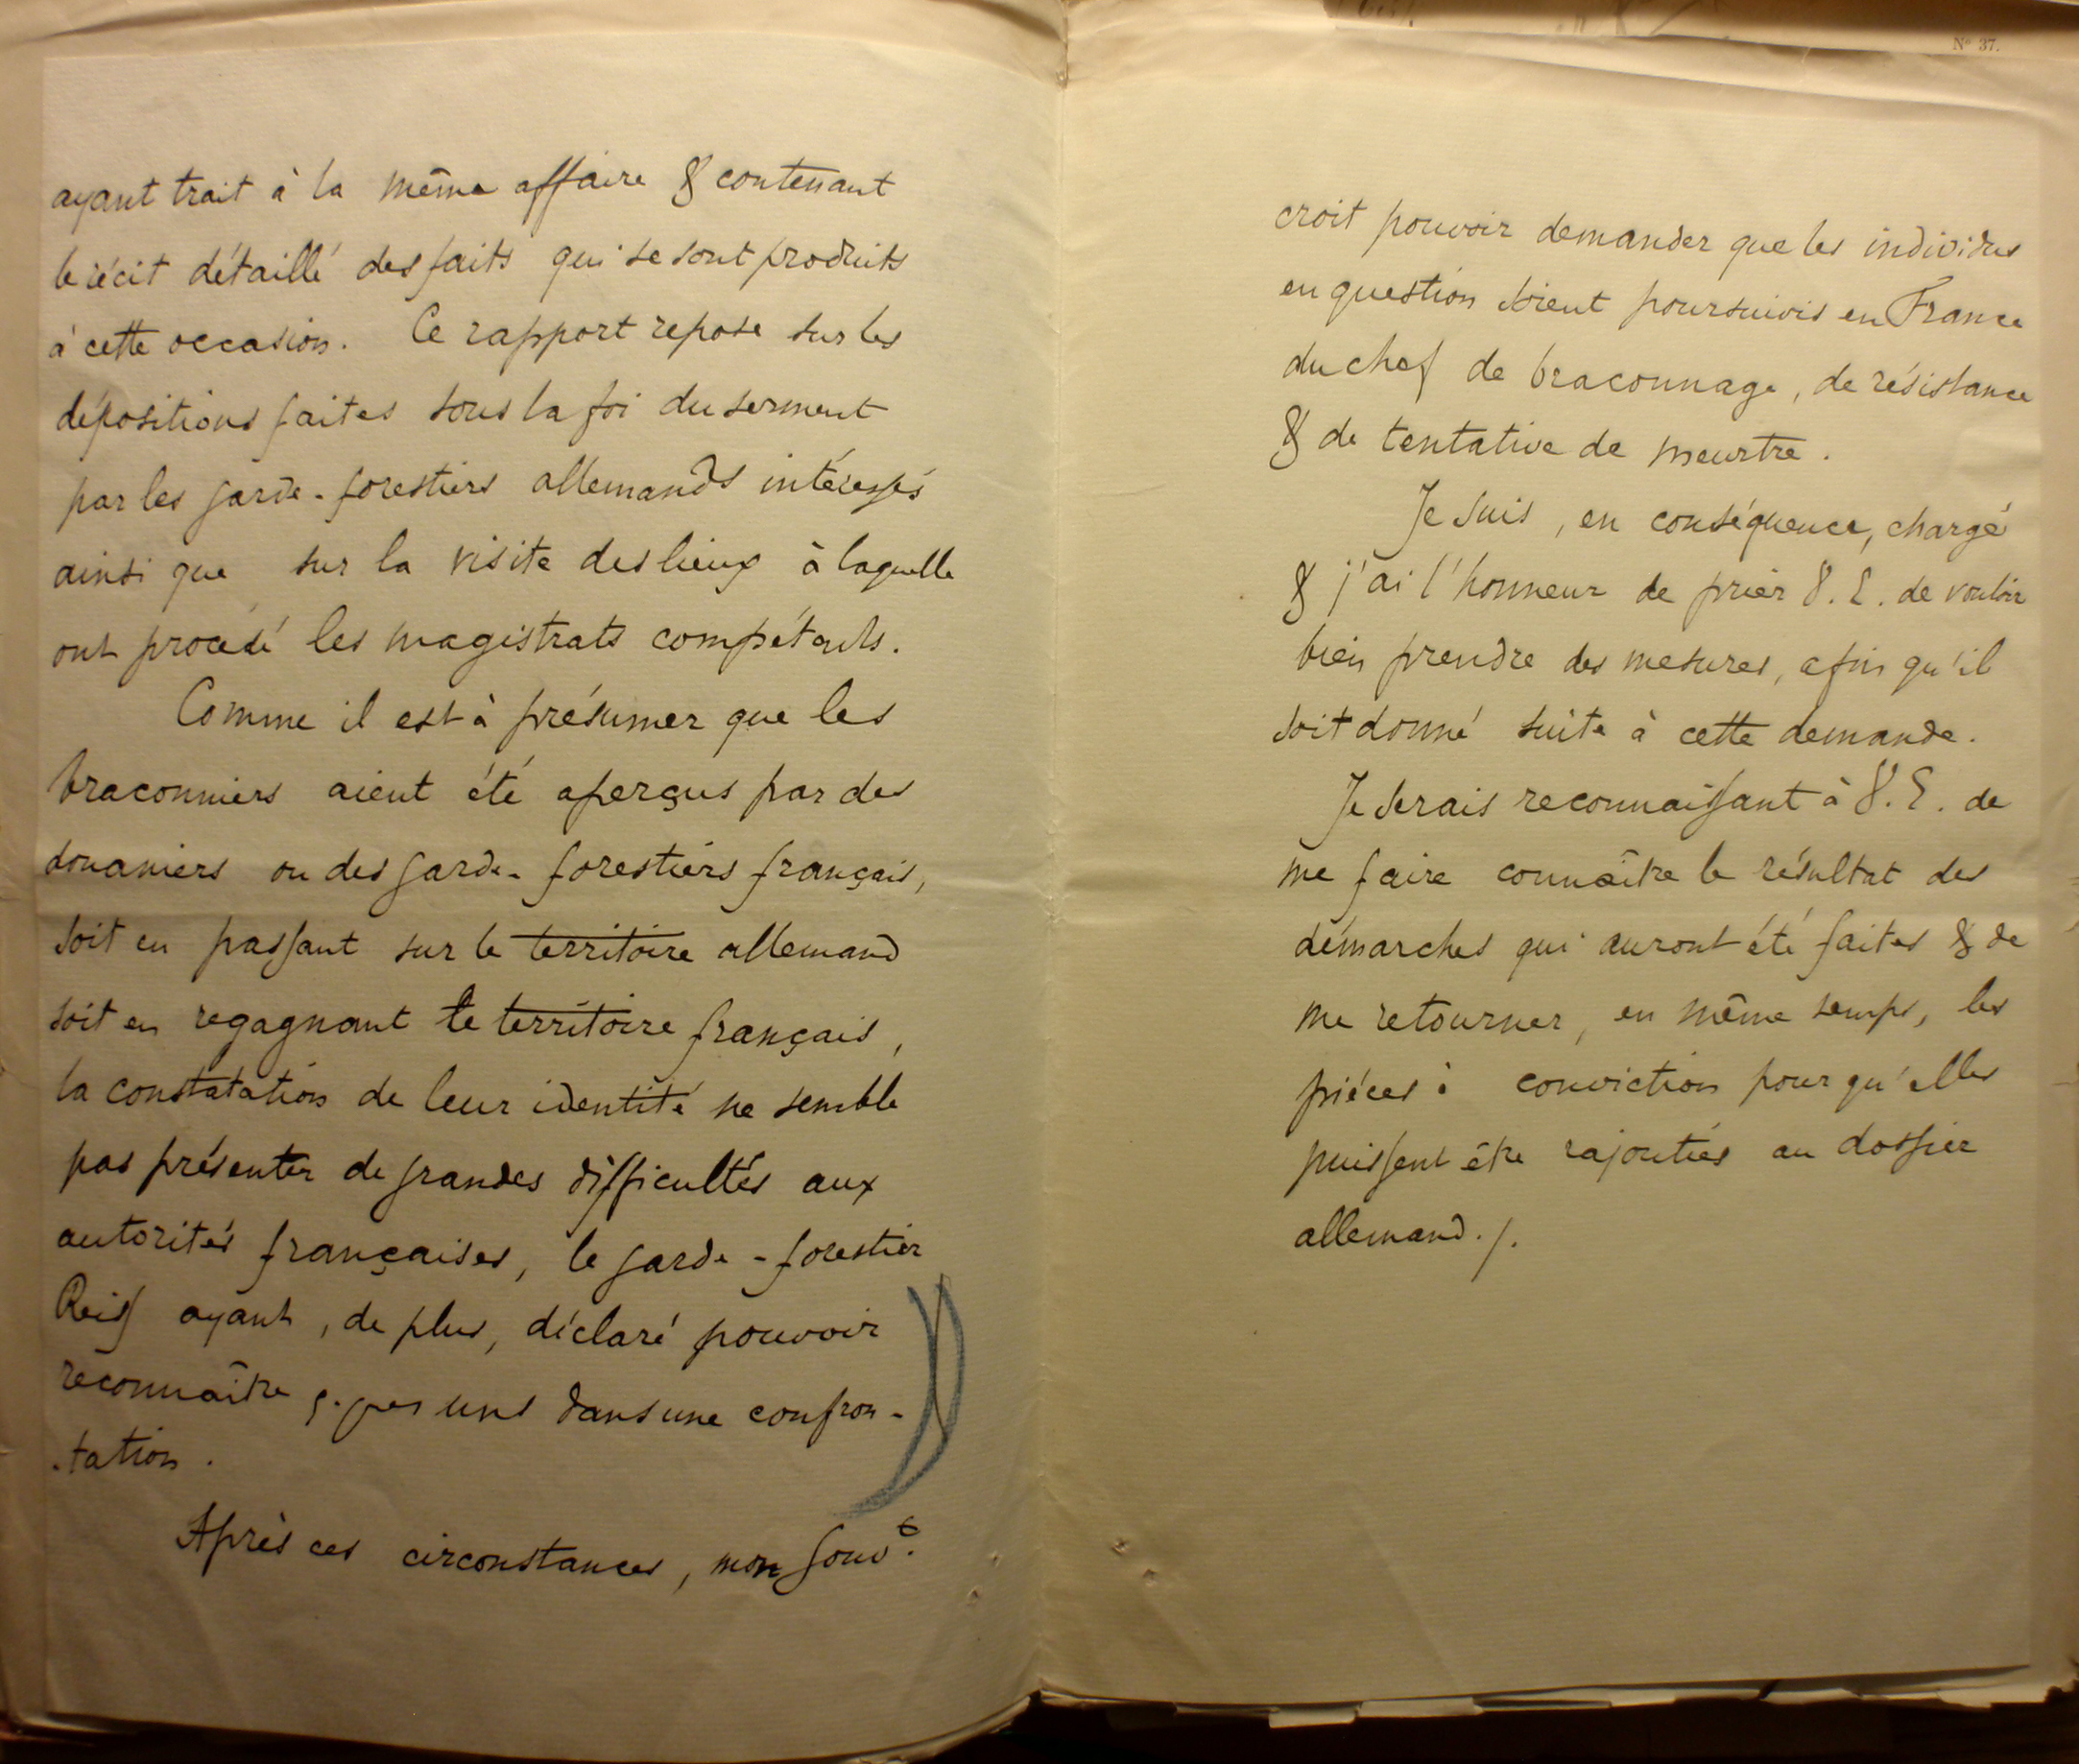 ayant trait à la même affaire & contenant
le récit détaillé des faits qui se sont produits
à cette occasion. Ce rapport repose sur les
dépositions faites sous la foi du serment
par les garde-forestiers allemands intéressés
ainsi que sur la visite des lieux à laquelle
ont procédé les magistrats compétents.
Comme il est à présumer que les
braconniers aient été aperçus par des
douaniers ou des garde-forestiers français,
soit en passant sur le territoire allemand
soit en regagnant le territoire français,
la constatation de leur identité ne semble
pas présenter de grandes difficultés aux
autorités françaises, le garde-forestier
Reiss ayant, de plus, déclaré pouvoir
reconnaître q.ques uns dans une confron-
-tation.
Après ces circonstances, mon Gouvt.
Nº 37.
croit pouvoir demander que les individus
en question soient poursuivis en France
du chef de braconnage, de résistance
& de tentative de meurtre.
Je suis, en conséquence, chargé
& j'ai l'honneur de prier V. E. de vouloir
bien prendre des mesures, afin qu'il
soit donné suite à cette demande.
Je serais reconnaissant à V. E. de
me faire connaître le résultat des
démarches qui auront été faites & de
me retourner, en même temps, les
pièces à conviction pour qu'elles
puissent être rajoutées au dossier
allemand./.